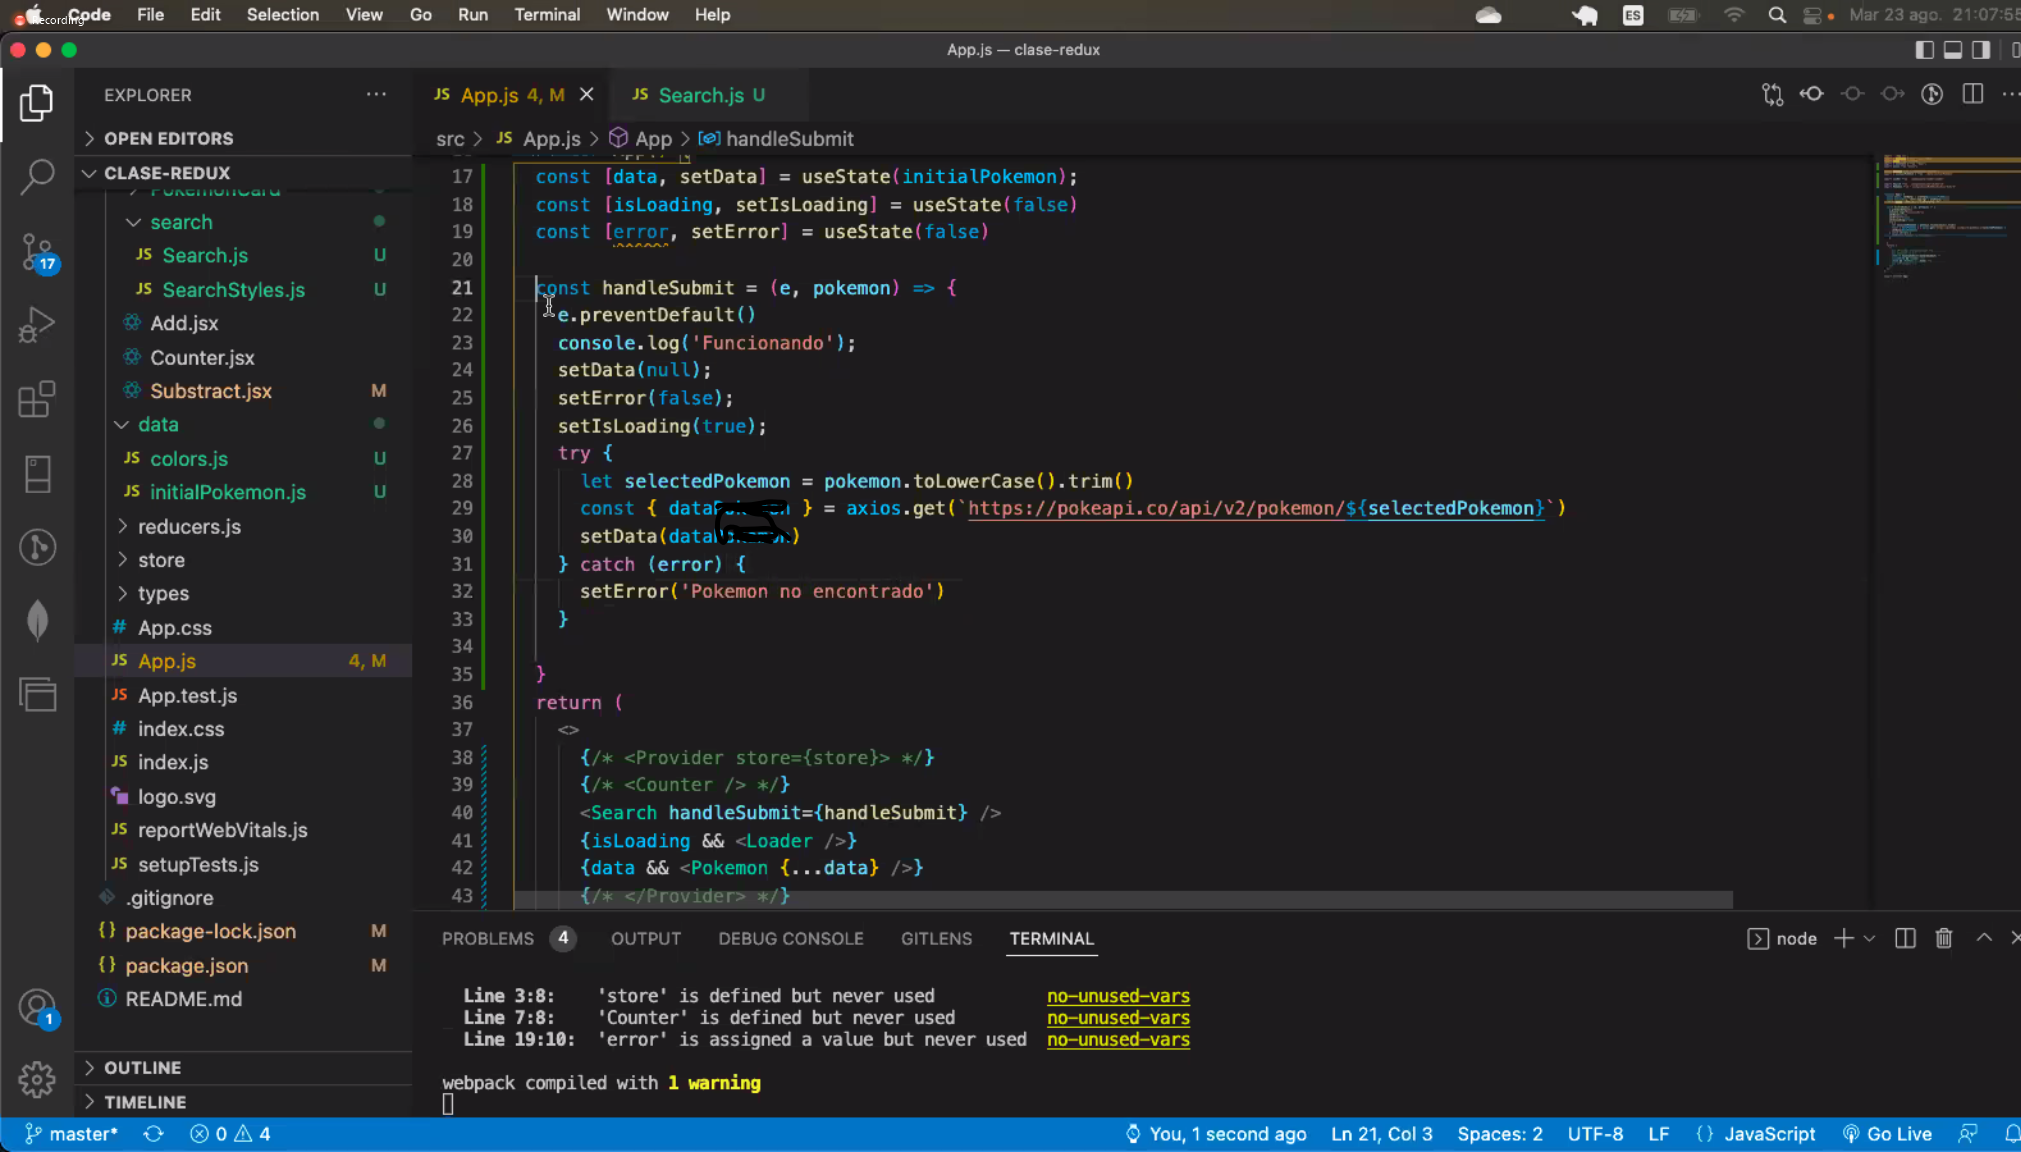 Recording
Code File Edit Selection View Go Run Terminal Window Help
ES
Mar 23 ago. 21:07:55
App.js — clase-redux
EXPLORER
OPEN EDITORS
CLASE-REDUX
PokemonCard
search
JS Search.js U
JS SearchStyles.js U
Add.jsx
Counter.jsx
Substract.jsx M
data
JS colors.js U
JS initialPokemon.js U
reducers.js
store
types
# App.css
JS App.js 4, M
JS App.test.js
# index.css
JS index.js
logo.svg
JS reportWebVitals.js
JS setupTests.js
.gitignore
{} package-lock.json M
{} package.json M
README.md
OUTLINE
TIMELINE
17
1
JS App.js 4, M
JS Search.js U
src > JS App.js > App > handleSubmit
17 const [data, setData] = useState(initialPokemon);
18 const [isLoading, setIsLoading] = useState(false)
19 const [error, setError] = useState(false)
20
21 const handleSubmit = (e, pokemon) => {
22 e.preventDefault()
23 console.log('Funcionando');
24 setData(null);
25 setError(false);
26 setIsLoading(true);
27 try {
28 let selectedPokemon = pokemon.toLowerCase().trim()
29 const { dataPokemon } = axios.get(`https://pokeapi.co/api/v2/pokemon/${selectedPokemon}`)
30 setData(dataPokemon)
31 } catch (error) {
32 setError('Pokemon no encontrado')
33 }
34
35 }
36 return (
37 <>
38 {/* <Provider store={store}> */}
39 {/* <Counter /> */}
40 <Search handleSubmit={handleSubmit} />
41 {isLoading && <Loader />}
42 {data && <Pokemon {...data} />}
43 {/* </Provider> */}
PROBLEMS 4 OUTPUT DEBUG CONSOLE GITLENS TERMINAL
node
Line 3:8: 'store' is defined but never used no-unused-vars
Line 7:8: 'Counter' is defined but never used no-unused-vars
Line 19:10: 'error' is assigned a value but never used no-unused-vars
webpack compiled with 1 warning
master* 0 4
You, 1 second ago Ln 21, Col 3 Spaces: 2 UTF-8 LF {} JavaScript Go Live